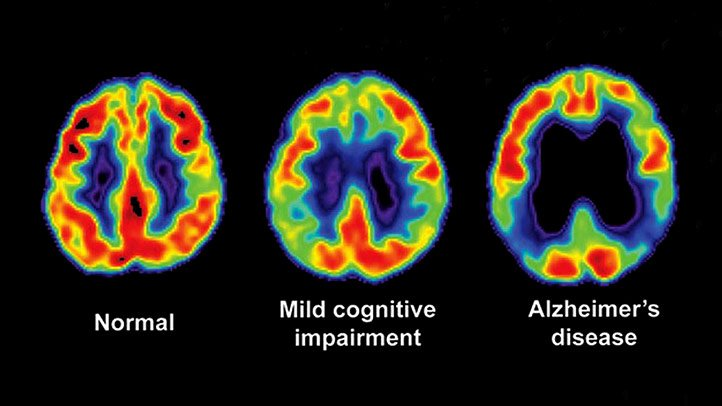 Normal
Mild cognitive
impairment
Alzheimer’s
disease